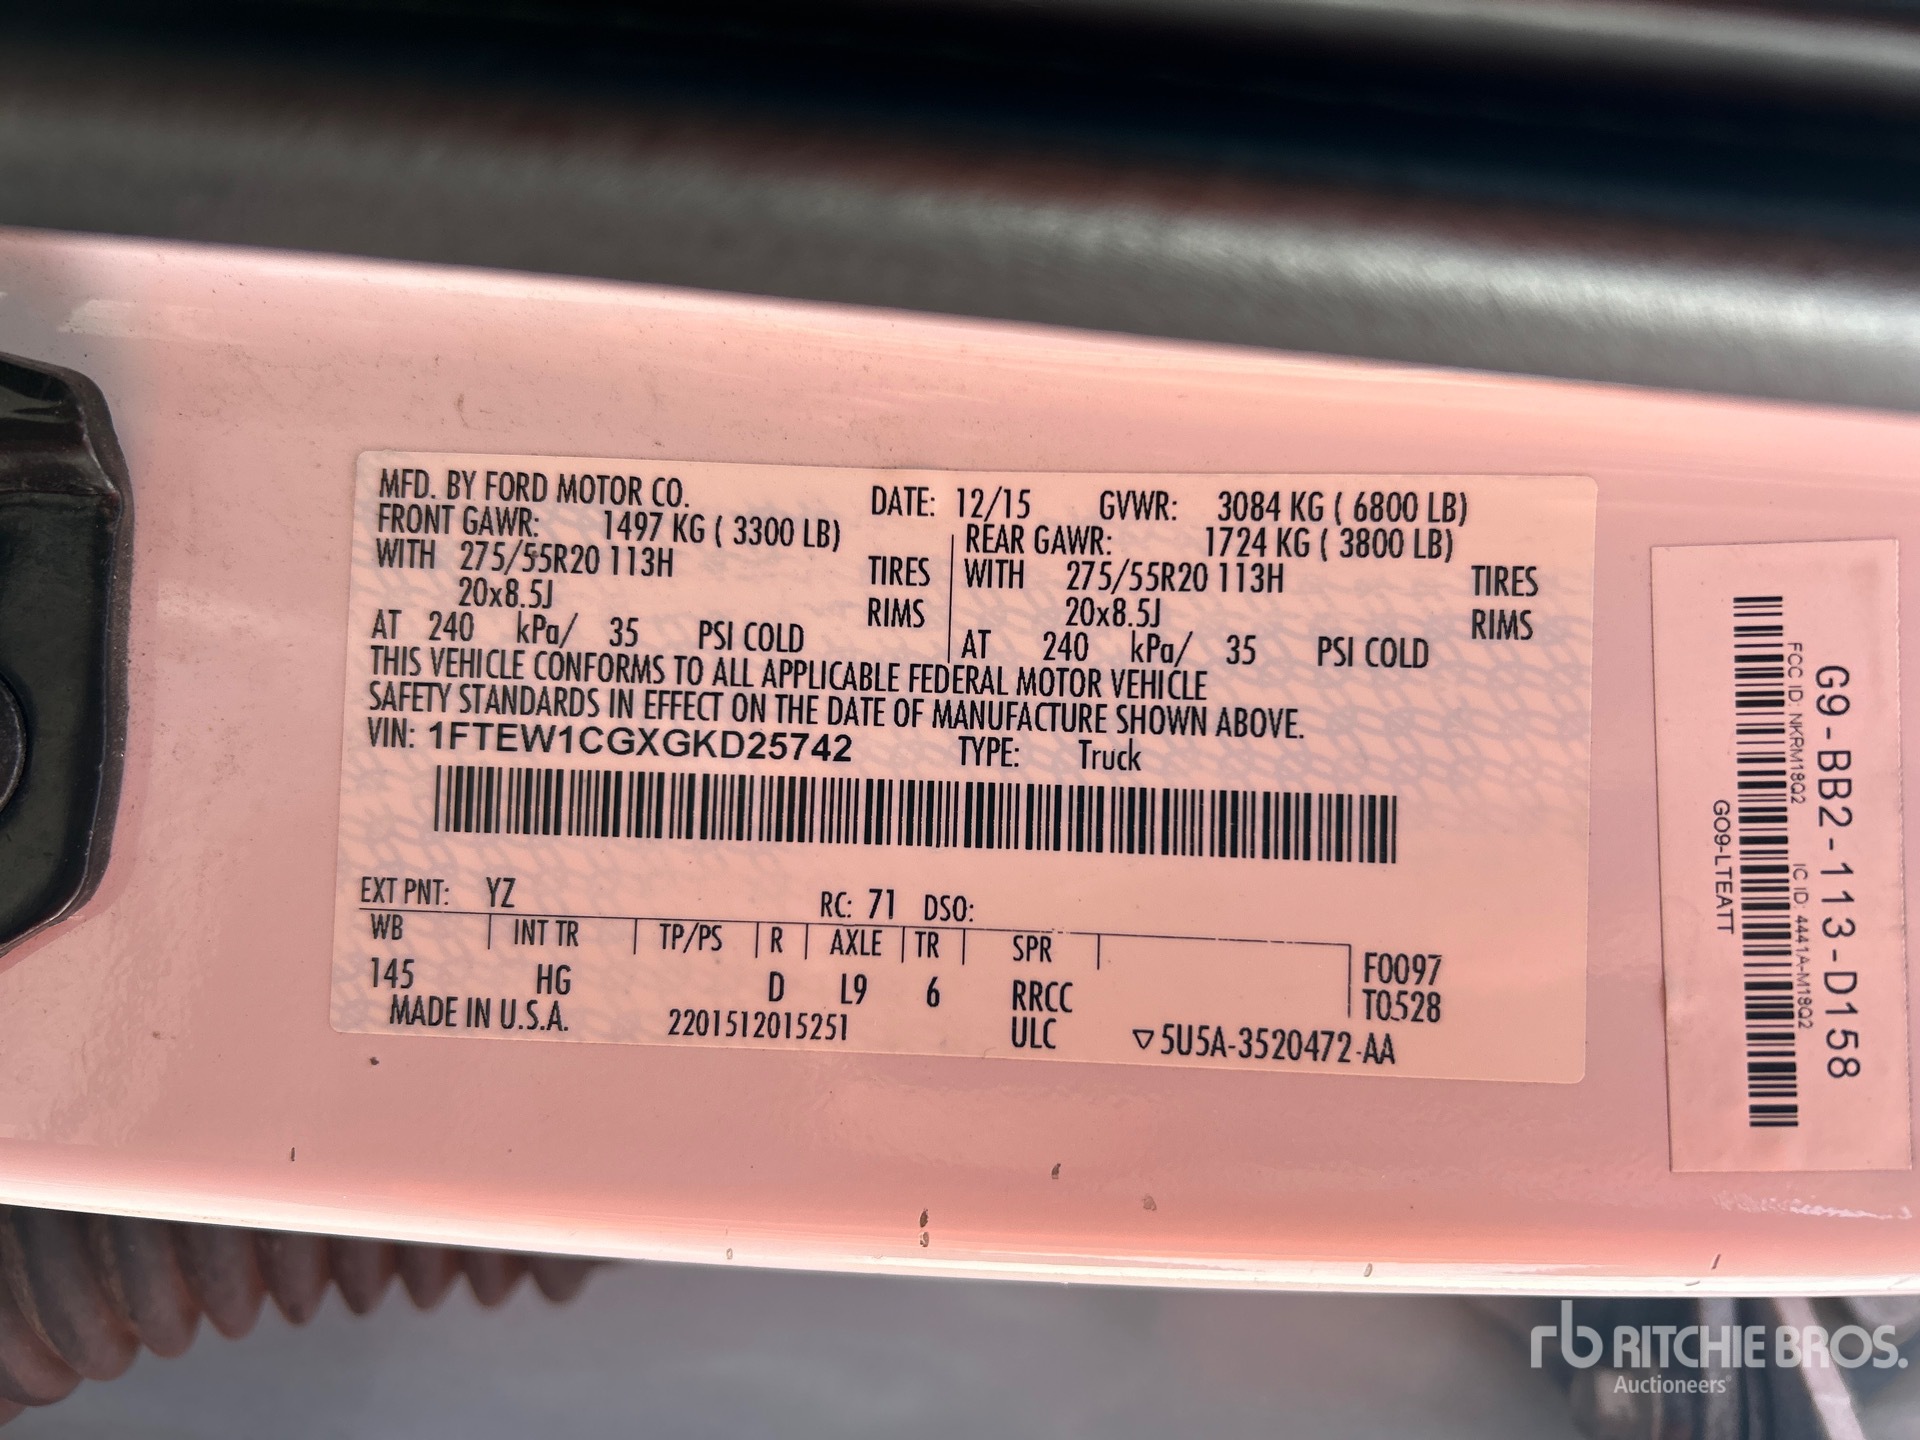 MFD. BY FORD MOTOR CO. DATE: 12/15 GVWR: 3084 KG ( 6800 LB)
FRONT GAWR: 1497 KG ( 3300 LB) REAR GAWR: 1724 KG ( 3800 LB)
WITH 275/55R20 113H TIRES WITH 275/55R20 113H TIRES
20x8.5J RIMS 20x8.5J RIMS
AT 240 kPa/ 35 PSI COLD AT 240 kPa/ 35 PSI COLD
THIS VEHICLE CONFORMS TO ALL APPLICABLE FEDERAL MOTOR VEHICLE
SAFETY STANDARDS IN EFFECT ON THE DATE OF MANUFACTURE SHOWN ABOVE.
VIN: 1FTEW1CGXGKD25742 TYPE: Truck
EXT PNT: YZ RC: 71 DSO:
WB INT TR TP/PS R AXLE TR SPR
145 HG D L9 6 RRCC F0097
T0528
MADE IN U.S.A. 2201512015251 ULC ▽5U5A-3520472-AA
G9-BB2-113-D158
FCC ID: NKRM18Q2 IC ID: 4441A-M18Q2
GO9-LTEATT
rb RITCHIE BROS.
Auctioneers